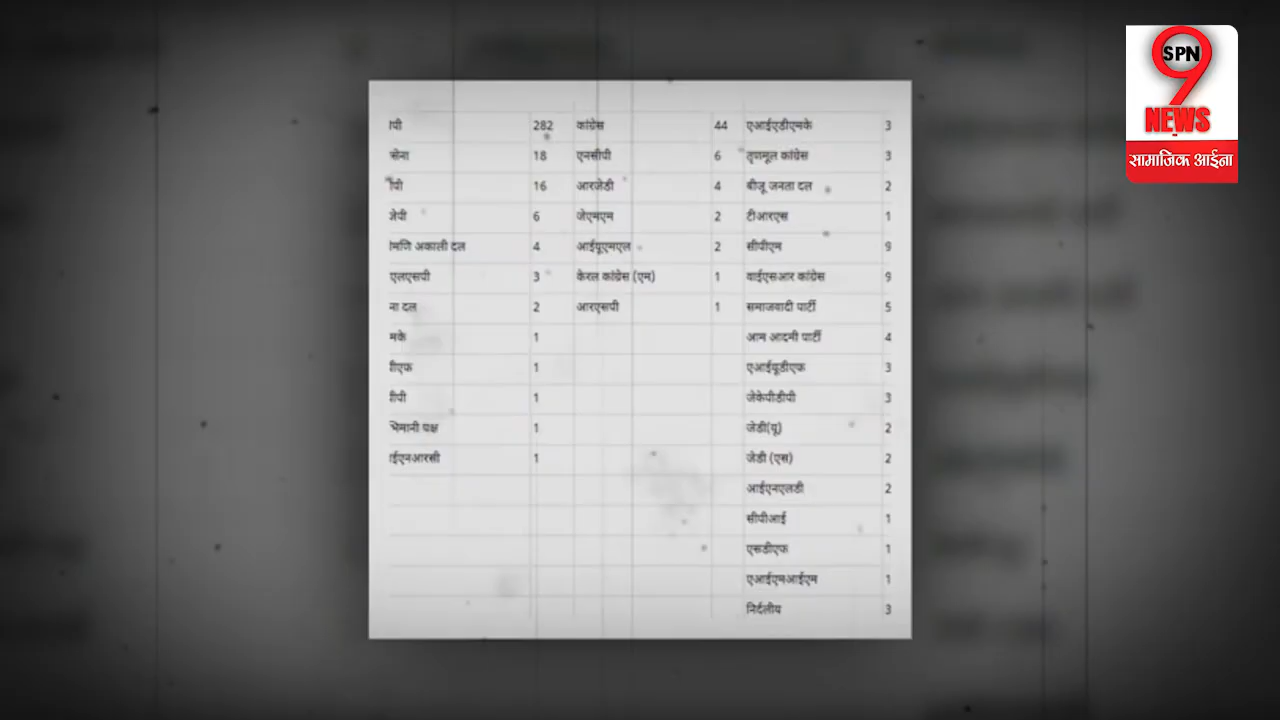 ीपी 282 कांग्रेस 44 एआईएडीएमके 3
सेना 18 एनसीपी 6 तृणमूल कांग्रेस 3
पी 16 आरजेडी 4 बीजू जनता दल 2
जेपी 6 जेएमएम 2 टीआरएस 1
मणि अकाली दल 4 आईयूएमएल 2 सीपीएम 9
एलएसपी 3 केरल कांग्रेस (एम) 1 वाईएसआर कांग्रेस 9
ना दल 2 आरएसपी 1 समाजवादी पार्टी 5
मके 1 आम आदमी पार्टी 4
ीएफ 1 एआईयूडीएफ 3
ीपी 1 जेकेपीडीपी 3
भिमानी पक्ष 1 जेडी(यू) 2
ईएनआरसी 1 जेडी (एस) 2
आईएनएलडी 2
सीपीआई 1
एसडीएफ 1
एआईएमआईएम 1
निर्दलीय 3
SPN
9
NEWS
सामाजिक आईना